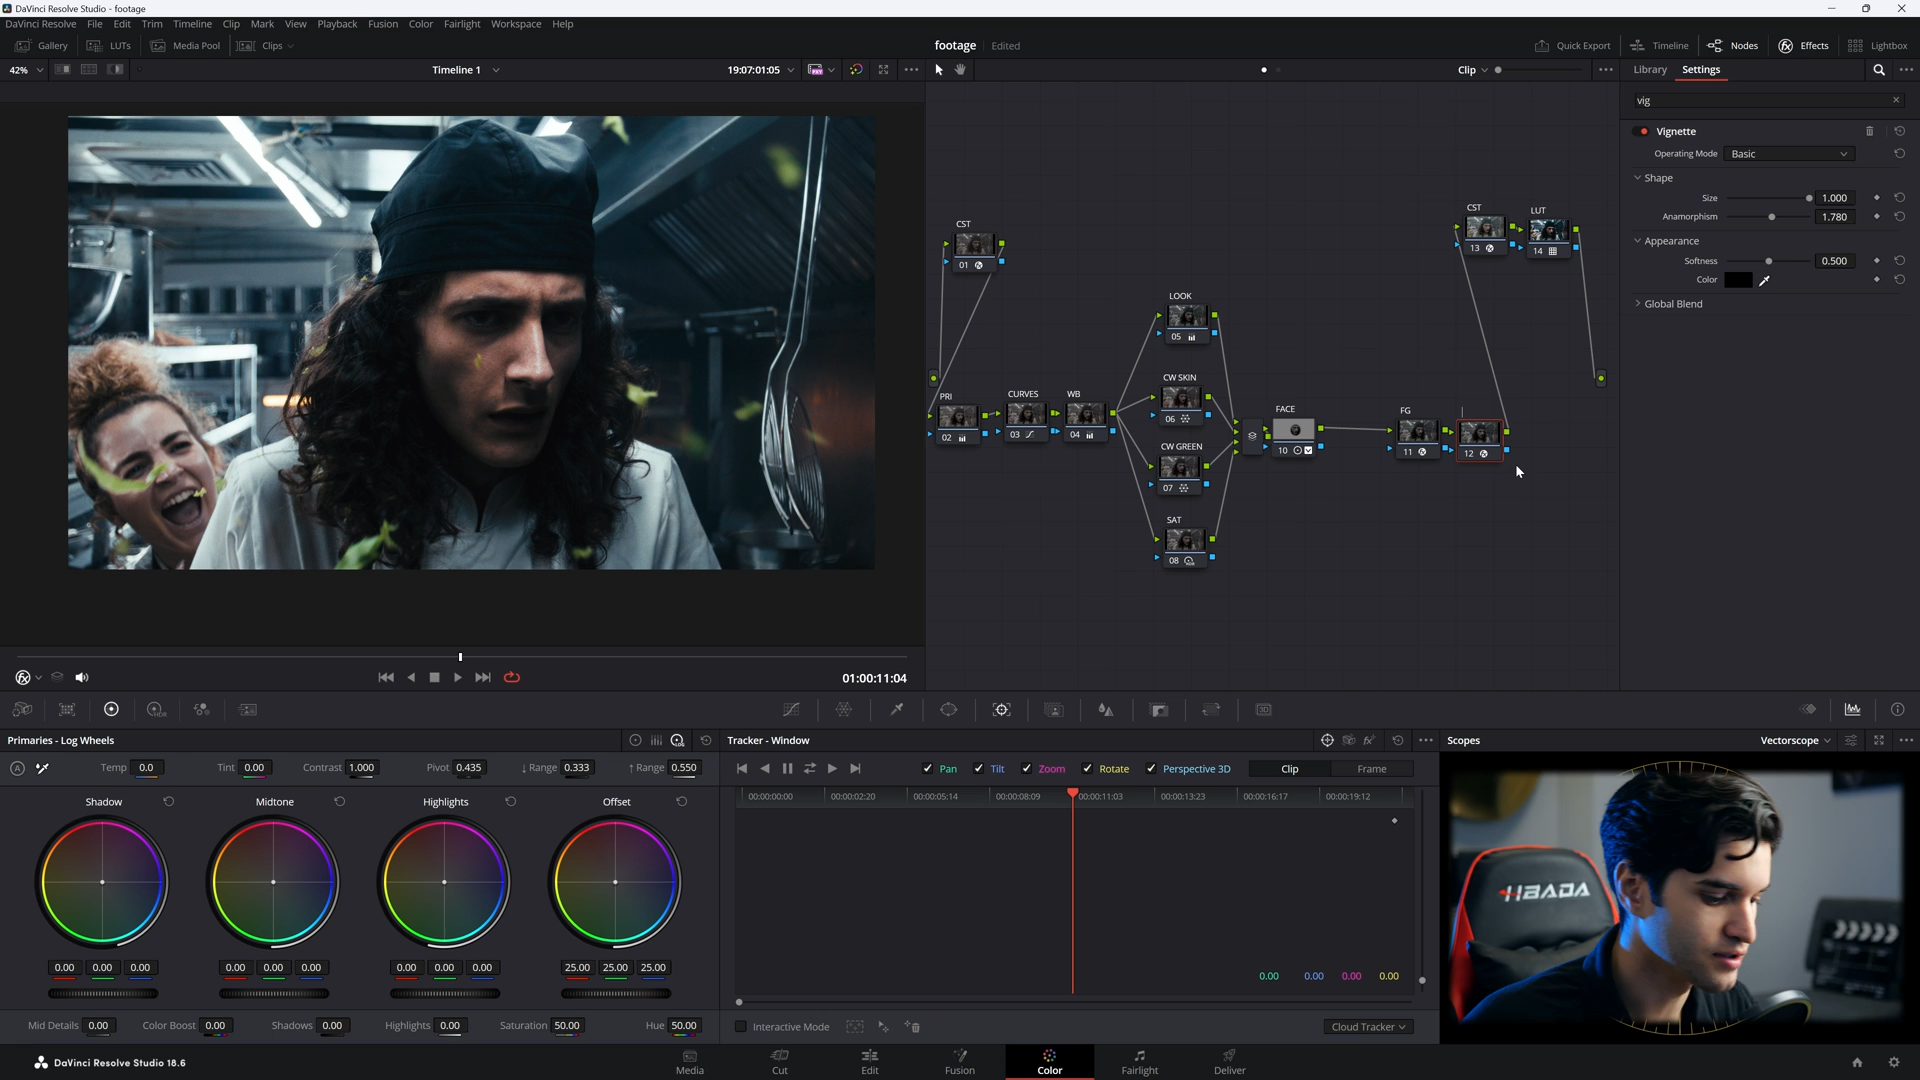 DaVinci Resolve Studio - footage
DaVinci Resolve File Edit Trim Timeline Clip Mark View Playback Fusion Color Fairlight Workspace Help
Gallery LUTs Media Pool Clips footage Edited Quick Export Timeline Nodes Effects Lightbox
42% Timeline 1 19:07:01:05 Clip Library Settings
vig
Vignette
Operating Mode Basic
Shape
Size 1.000
Anamorphism 1.780
Appearance
Softness 0.500
Color
Global Blend
CST
01
CST
13
LUT
14
LOOK
05
CW SKIN
06
PRI
02
CURVES
03
WB
04
CW GREEN
07
SAT
08
FACE
10
FG
11
12
01:00:11:04
Primaries - Log Wheels
Temp 0.0 Tint 0.00 Contrast 1.000 Pivot 0.435 ↓ Range 0.333 ↑ Range 0.550
Shadow Midtone Highlights Offset
0.00 0.00 0.00 0.00 0.00 0.00 0.00 0.00 0.00 25.00 25.00 25.00
Mid Details 0.00 Color Boost 0.00 Shadows 0.00 Highlights 0.00 Saturation 50.00 Hue 50.00
Tracker - Window
Pan Tilt Zoom Rotate Perspective 3D Clip Frame
00:00:00:00 00:00:02:20 00:00:05:14 00:00:08:09 00:00:11:03 00:00:13:23 00:00:16:17 00:00:19:12
0.00 0.00 0.00 0.00
Interactive Mode Cloud Tracker
Scopes Vectorscope
HBADA
DaVinci Resolve Studio 18.6
Media Cut Edit Fusion Color Fairlight Deliver